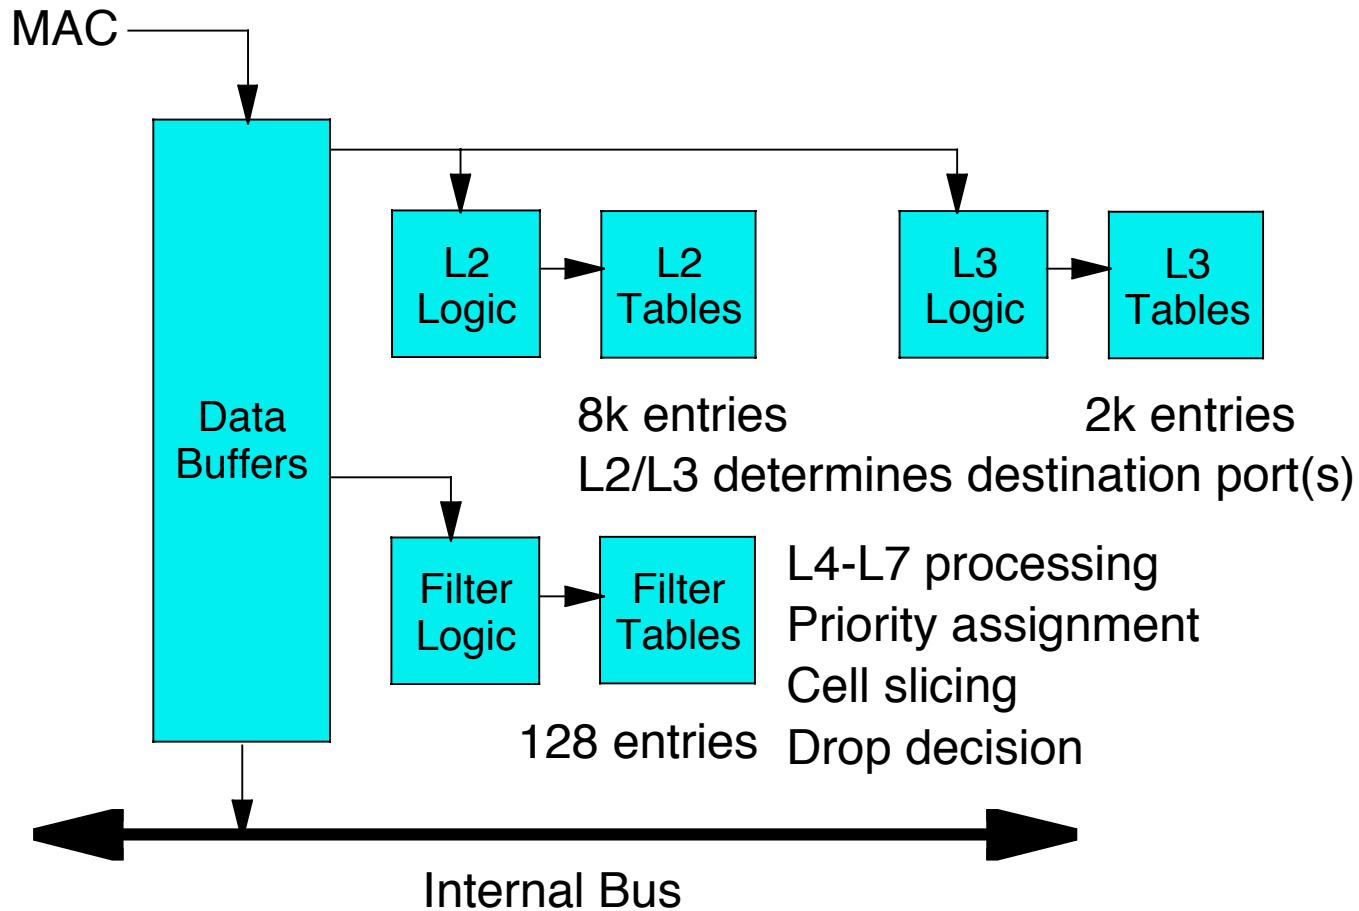 MAC
L2
Logic
L2
Tables
L3
Logic
L3
Tables
Data
Buffers
8k entries
2k entries
L2/L3 determines destination port(s)
Filter
Logic
Filter
Tables
L4-L7 processing
Priority assignment
Cell slicing
Drop decision
128 entries
Internal Bus